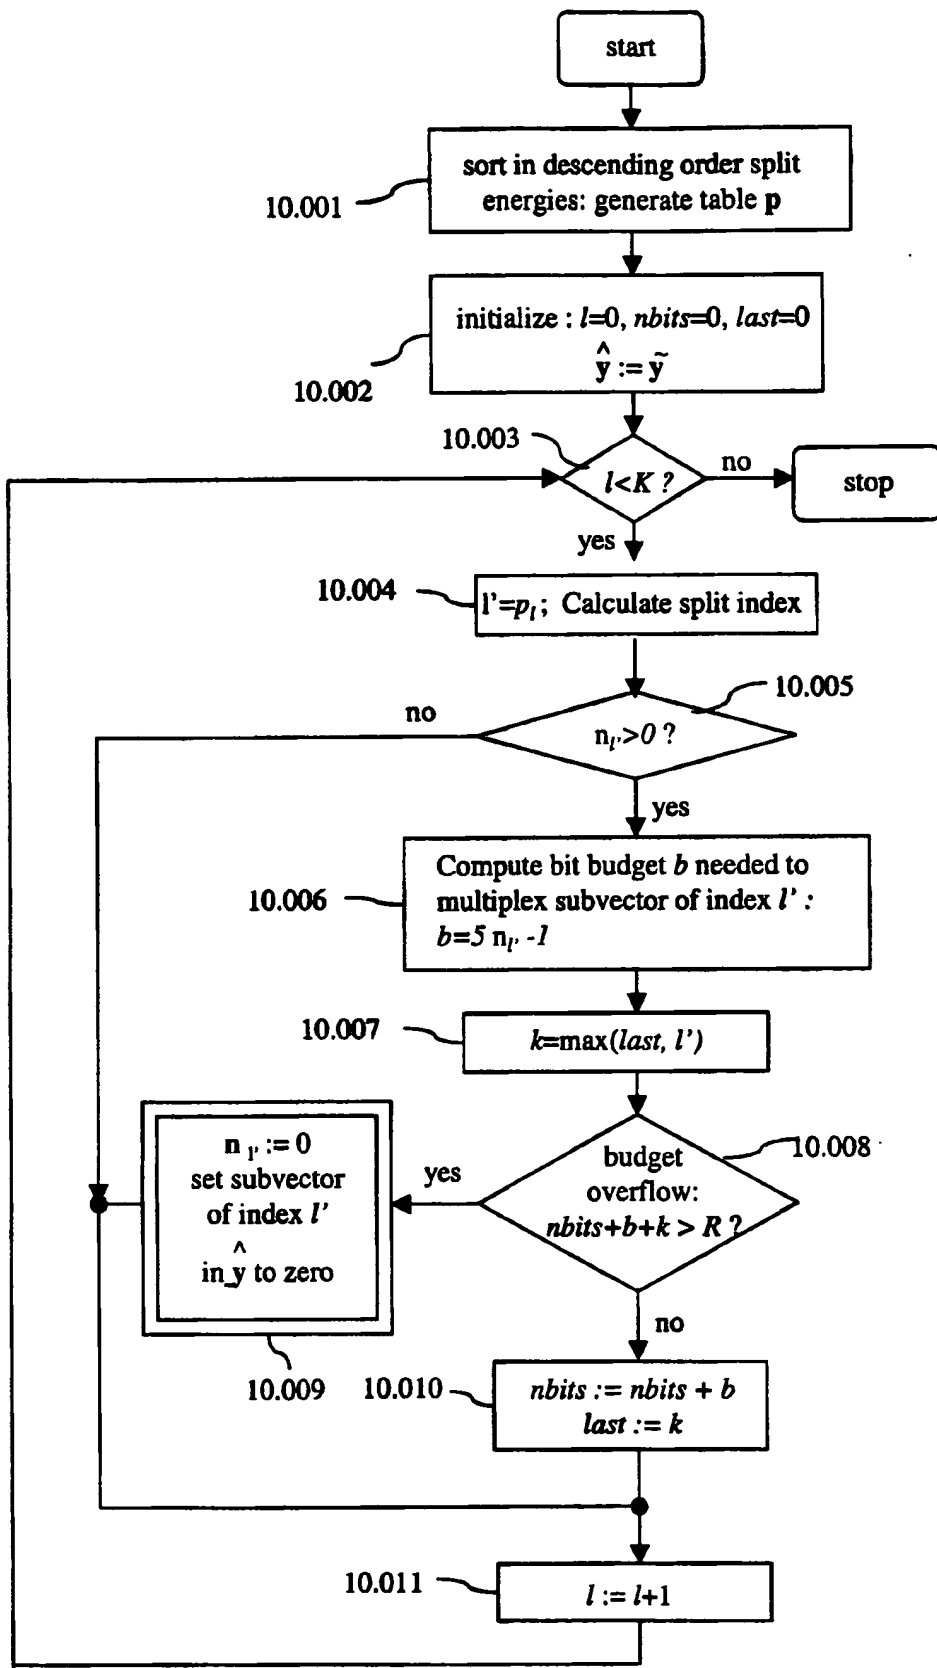 start
sort in descending order split
energies: generate table p
10.001
initialize : l=0, nbits=0, last=0
ŷ := ỹ
10.002
10.003
l<K ?
no
stop
yes
10.004
l'=pₗ ; Calculate split index
10.005
no
nₗ'>0 ?
yes
Compute bit budget b needed to
multiplex subvector of index l' :
b=5 nₗ' -1
10.006
10.007
k=max(last, l')
n ₗ' := 0
set subvector
of index l'
in ŷ to zero
yes
budget
overflow:
nbits+b+k > R ?
10.008
no
10.009
10.010
nbits := nbits + b
last := k
10.011
l := l+1